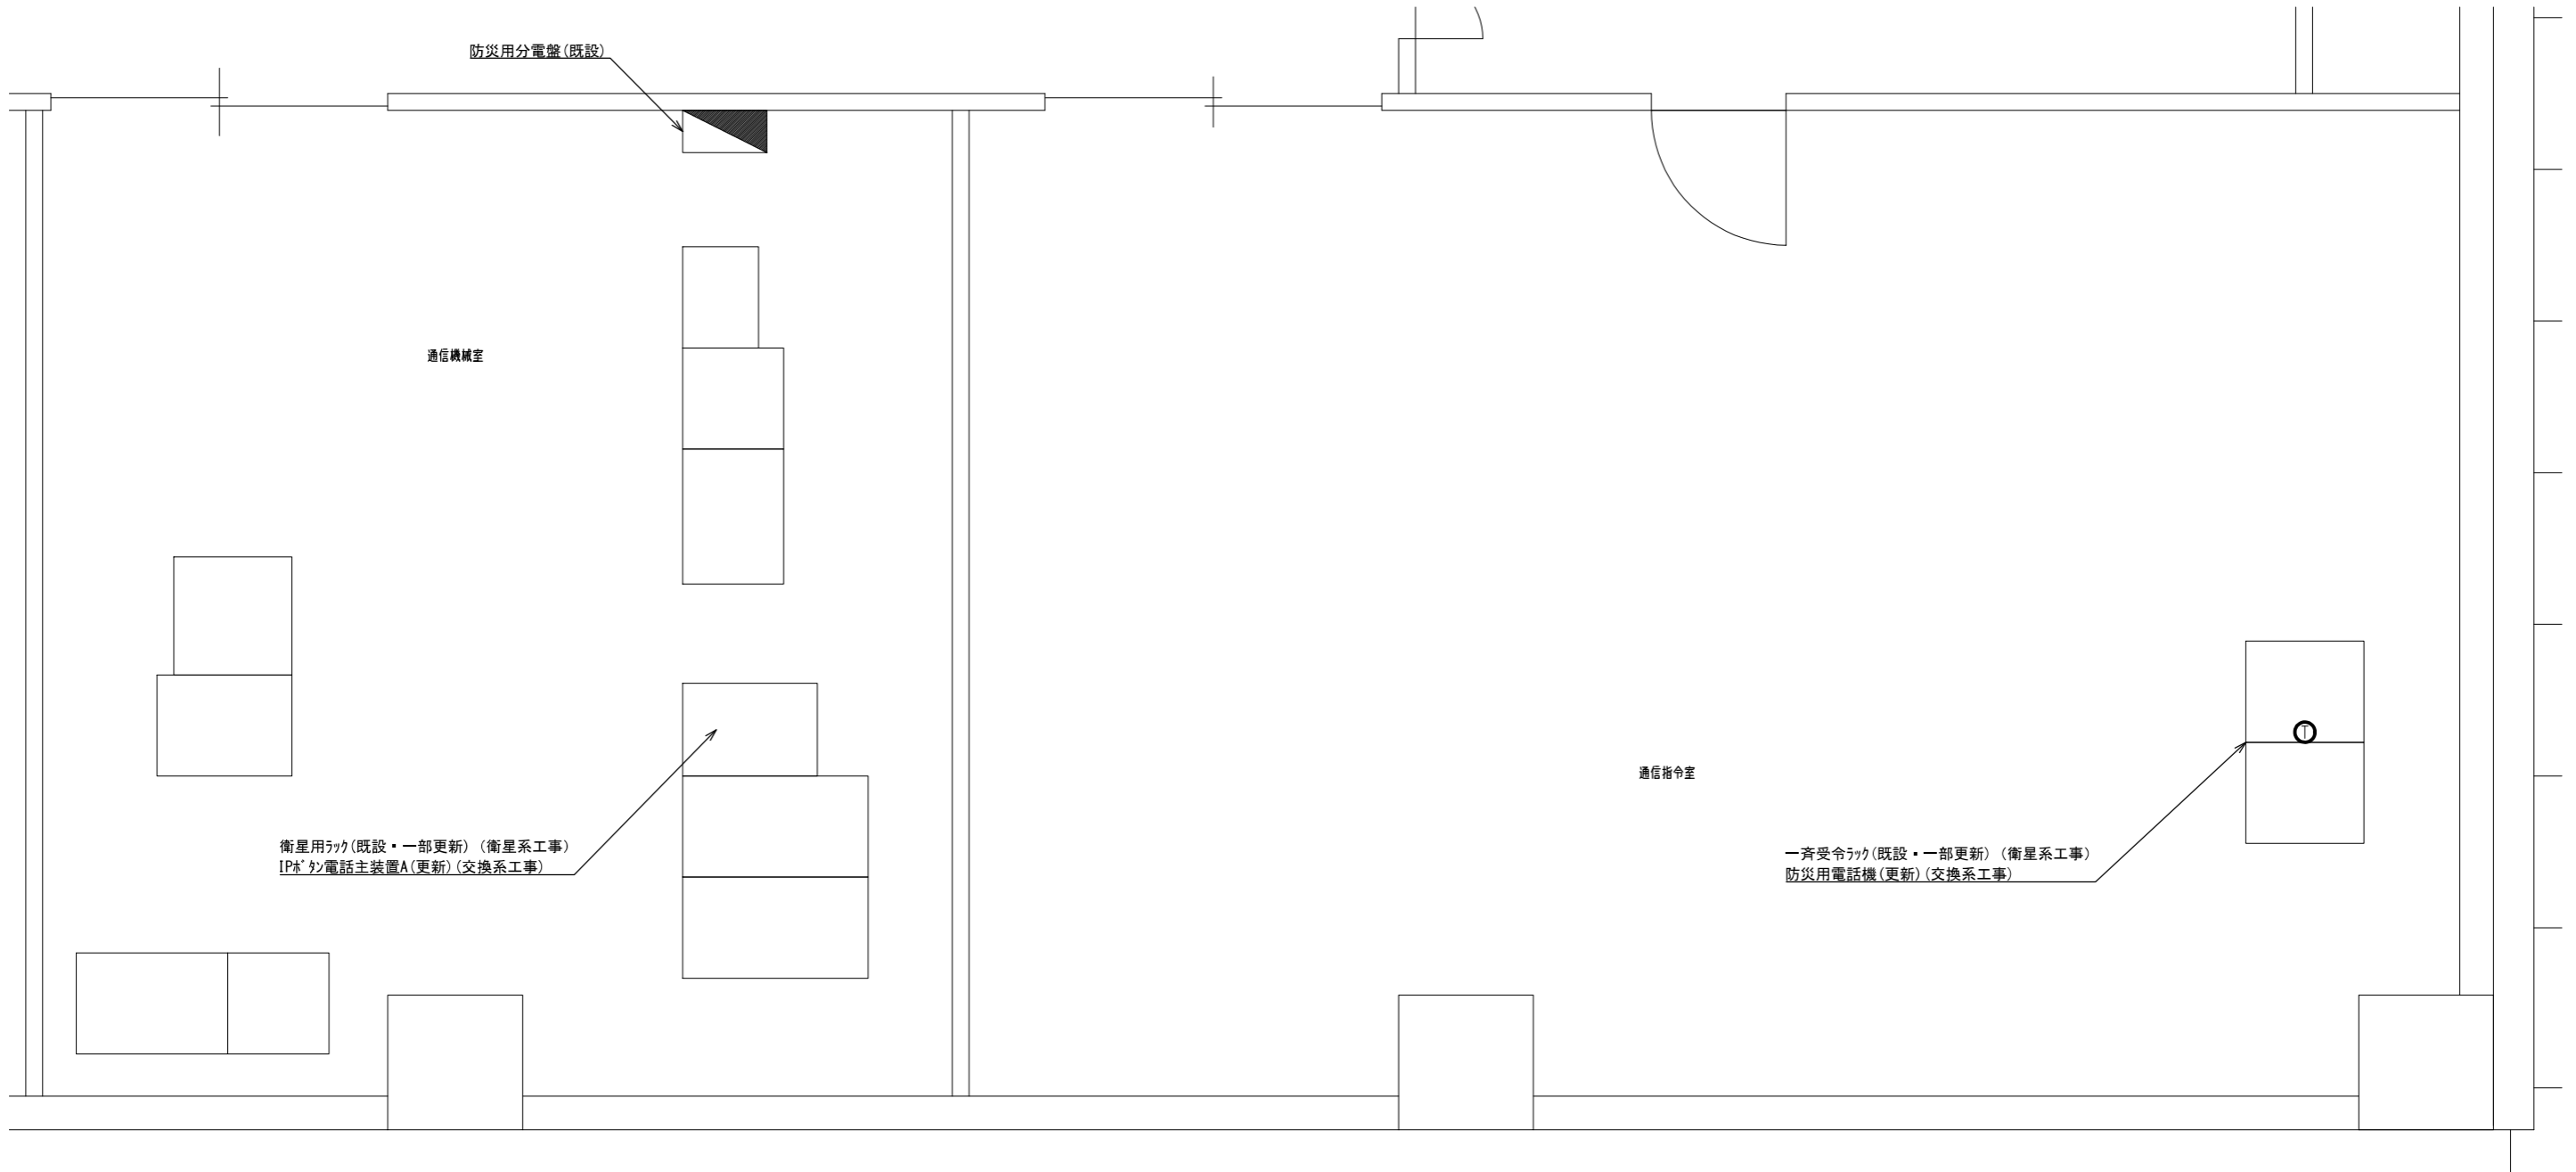 防災用分電盤(既設)
通信機械室
衛星用ﾗｯｸ(既設・一部更新) (衛星系工事)
IPﾎﾞﾀﾝ電話主装置A(更新)(交換系工事)
通信指令室
T
一斉受令ﾗｯｸ(既設・一部更新) (衛星系工事)
防災用電話機(更新)(交換系工事)